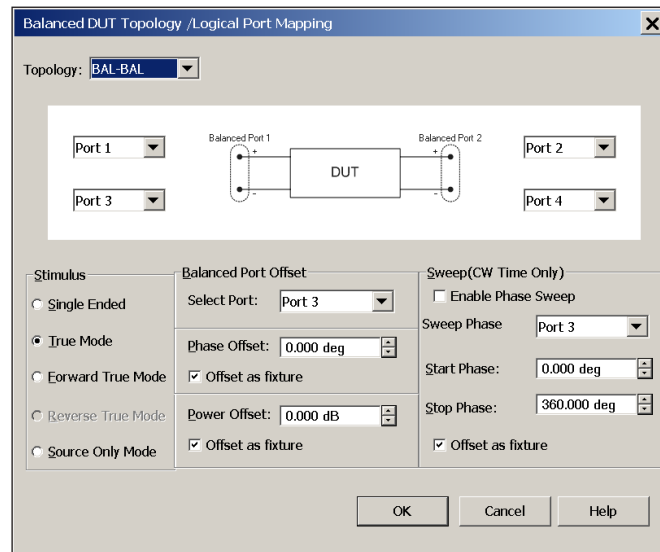 Balanced DUT Topology /Logical Port Mapping
Topology: BAL-BAL
Port 1
Port 3
Balanced Port 1
+
-
DUT
Balanced Port 2
+
-
Port 2
Port 4
Stimulus
Single Ended
True Mode
Forward True Mode
Reverse True Mode
Source Only Mode
Balanced Port Offset
Select Port: Port 3
Phase Offset: 0.000 deg
Offset as fixture
Power Offset: 0.000 dB
Offset as fixture
Sweep(CW Time Only)
Enable Phase Sweep
Sweep Phase Port 3
Start Phase: 0.000 deg
Stop Phase: 360.000 deg
Offset as fixture
OK
Cancel
Help